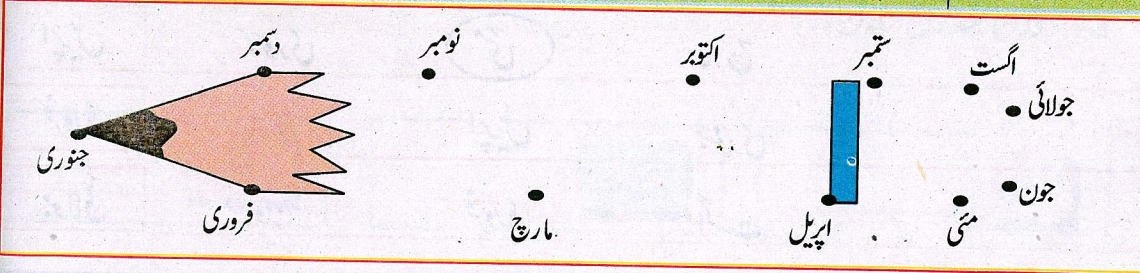 دسمبر
نومبر
اکتوبر
ستمبر
اگست
جولائی
جنوری
فروری
مارچ
اپریل
مئی
جون